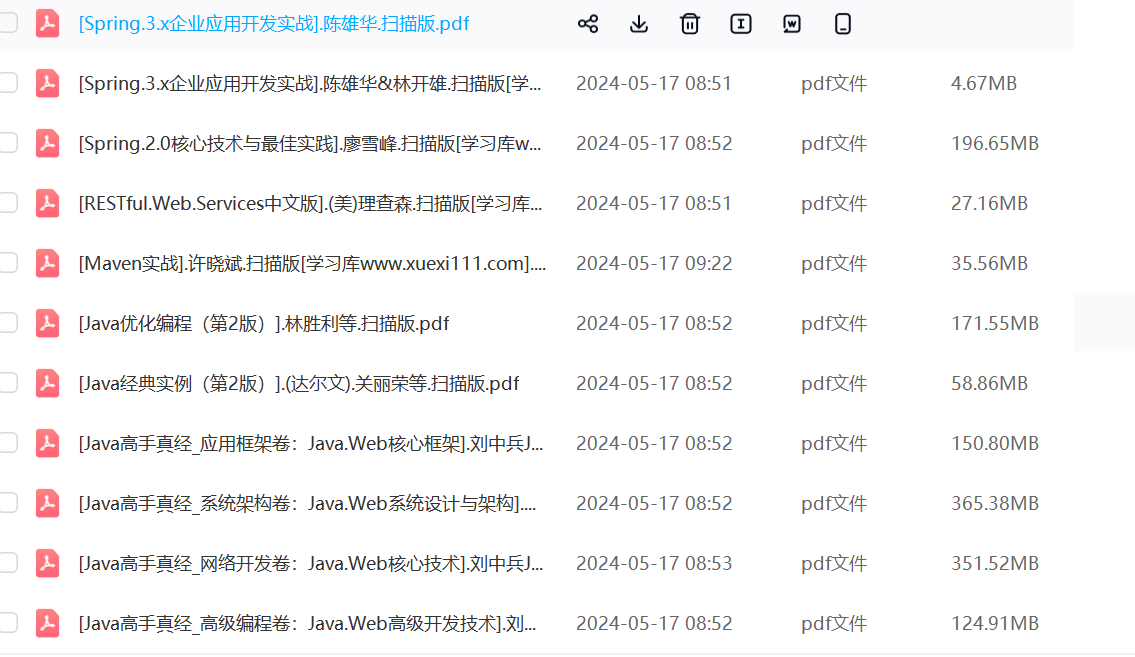 [Spring.3.x企业应用开发实战].陈雄华.扫描版.pdf
[Spring.3.x企业应用开发实战].陈雄华&林开雄.扫描版[学... 2024-05-17 08:51 pdf文件 4.67MB
[Spring.2.0核心技术与最佳实践].廖雪峰.扫描版[学习库w... 2024-05-17 08:52 pdf文件 196.65MB
[RESTful.Web.Services中文版].(美)理查森.扫描版[学习库... 2024-05-17 08:51 pdf文件 27.16MB
[Maven实战].许晓斌.扫描版[学习库www.xuexi111.com].... 2024-05-17 09:22 pdf文件 35.56MB
[Java优化编程（第2版）].林胜利等.扫描版.pdf 2024-05-17 08:52 pdf文件 171.55MB
[Java经典实例（第2版）].(达尔文).关丽荣等.扫描版.pdf 2024-05-17 08:52 pdf文件 58.86MB
[Java高手真经_应用框架卷：Java.Web核心框架].刘中兵J... 2024-05-17 08:52 pdf文件 150.80MB
[Java高手真经_系统架构卷：Java.Web系统设计与架构].... 2024-05-17 08:52 pdf文件 365.38MB
[Java高手真经_网络开发卷：Java.Web核心技术].刘中兵J... 2024-05-17 08:53 pdf文件 351.52MB
[Java高手真经_高级编程卷：Java.Web高级开发技术].刘... 2024-05-17 08:52 pdf文件 124.91MB